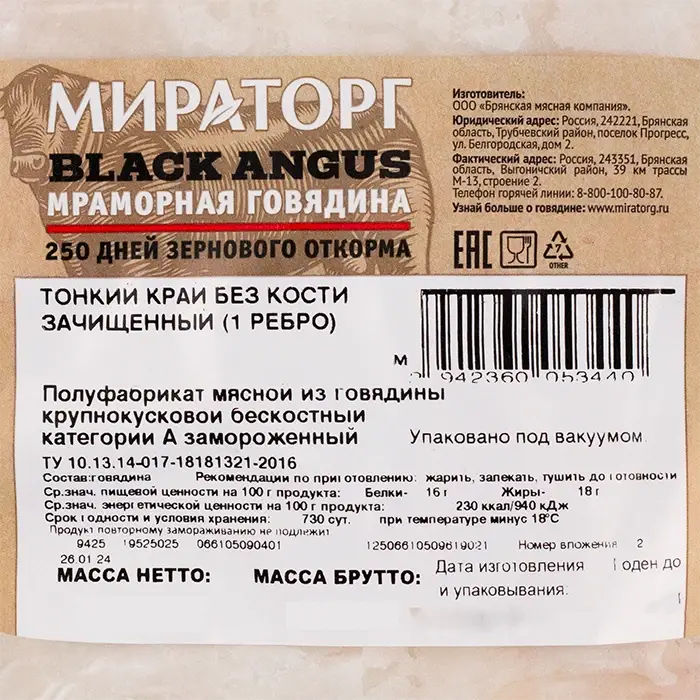 МИРАТОРГ
BLACK ANGUS
МРАМОРНАЯ ГОВЯДИНА
250 ДНЕЙ ЗЕРНОВОГО ОТКОРМА
Изготовитель:
ООО «Брянская мясная компания».
Юридический адрес: Россия, 242221, Брянская
область, Трубчевский район, поселок Прогресс,
ул. Белгородская, дом 2.
Фактический адрес: Россия, 243351, Брянская
область, Выгоничский район, 39 км трассы
М-13, строение 2.
Телефон горячей линии: 8-800-100-80-87.
Узнай больше о говядине: www.miratorg.ru
EAC
7
OTHER
ТОНКИЙ КРАЙ БЕЗ КОСТИ
ЗАЧИЩЕННЫЙ (1 РЕБРО)
М
942360 053440
Полуфабрикат мясной из говядины
крупнокусковой бескостный
категории А замороженный
Упаковано под вакуумом
ТУ 10.13.14-017-18181321-2016
Состав:говядина Рекомендации по приготовлению: жарить, запекать, тушить до готовности
Ср.знач. пищевой ценности на 100 г продукта: Белки- 16 г Жиры- 18 г
Ср.знач. энергетической ценности на 100 г продукта: 230 ккал/940 кДж
Срок годности и условия хранения: 730 сут. при температуре минус 18°С
Продукт повторному замораживанию не подлежит
9425 19525025 066105090401 1250661050961902 Номер вложения 2
26.01.24
МАССА НЕТТО: МАССА БРУТТО:
Дата изготовления
и упаковывания:
Годен до